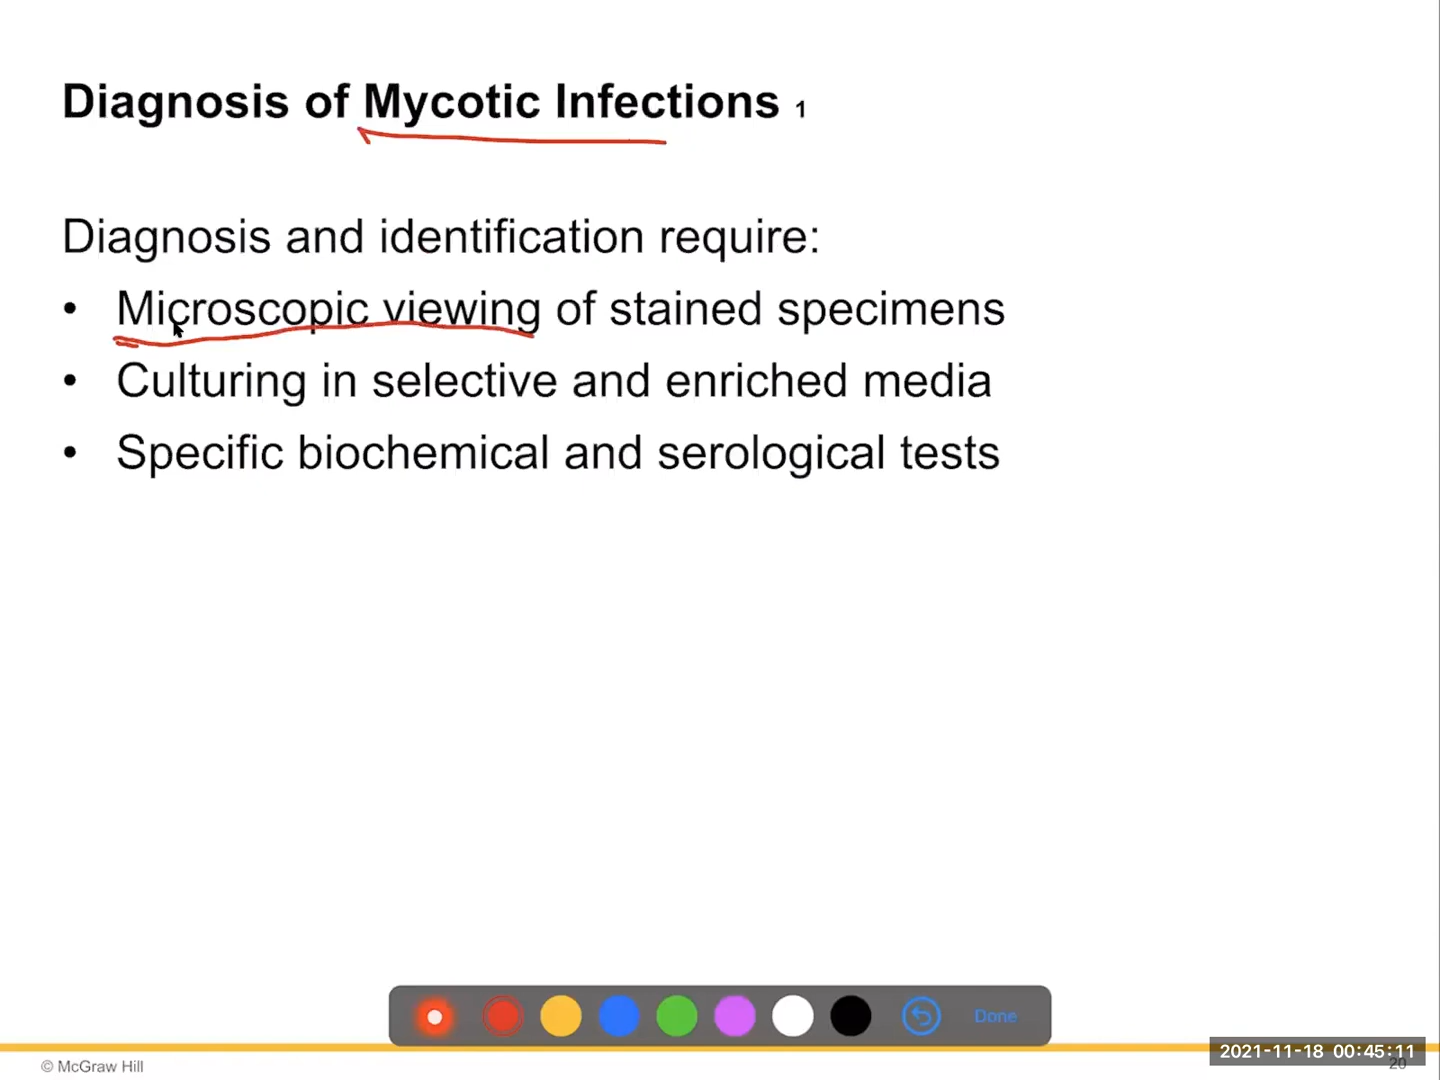 Diagnosis of Mycotic Infections 1
Diagnosis and identification require:
• Microscopic viewing of stained specimens
• Culturing in selective and enriched media
• Specific biochemical and serological tests
Done
© McGraw Hill
2021-11-18 00:45:11
20